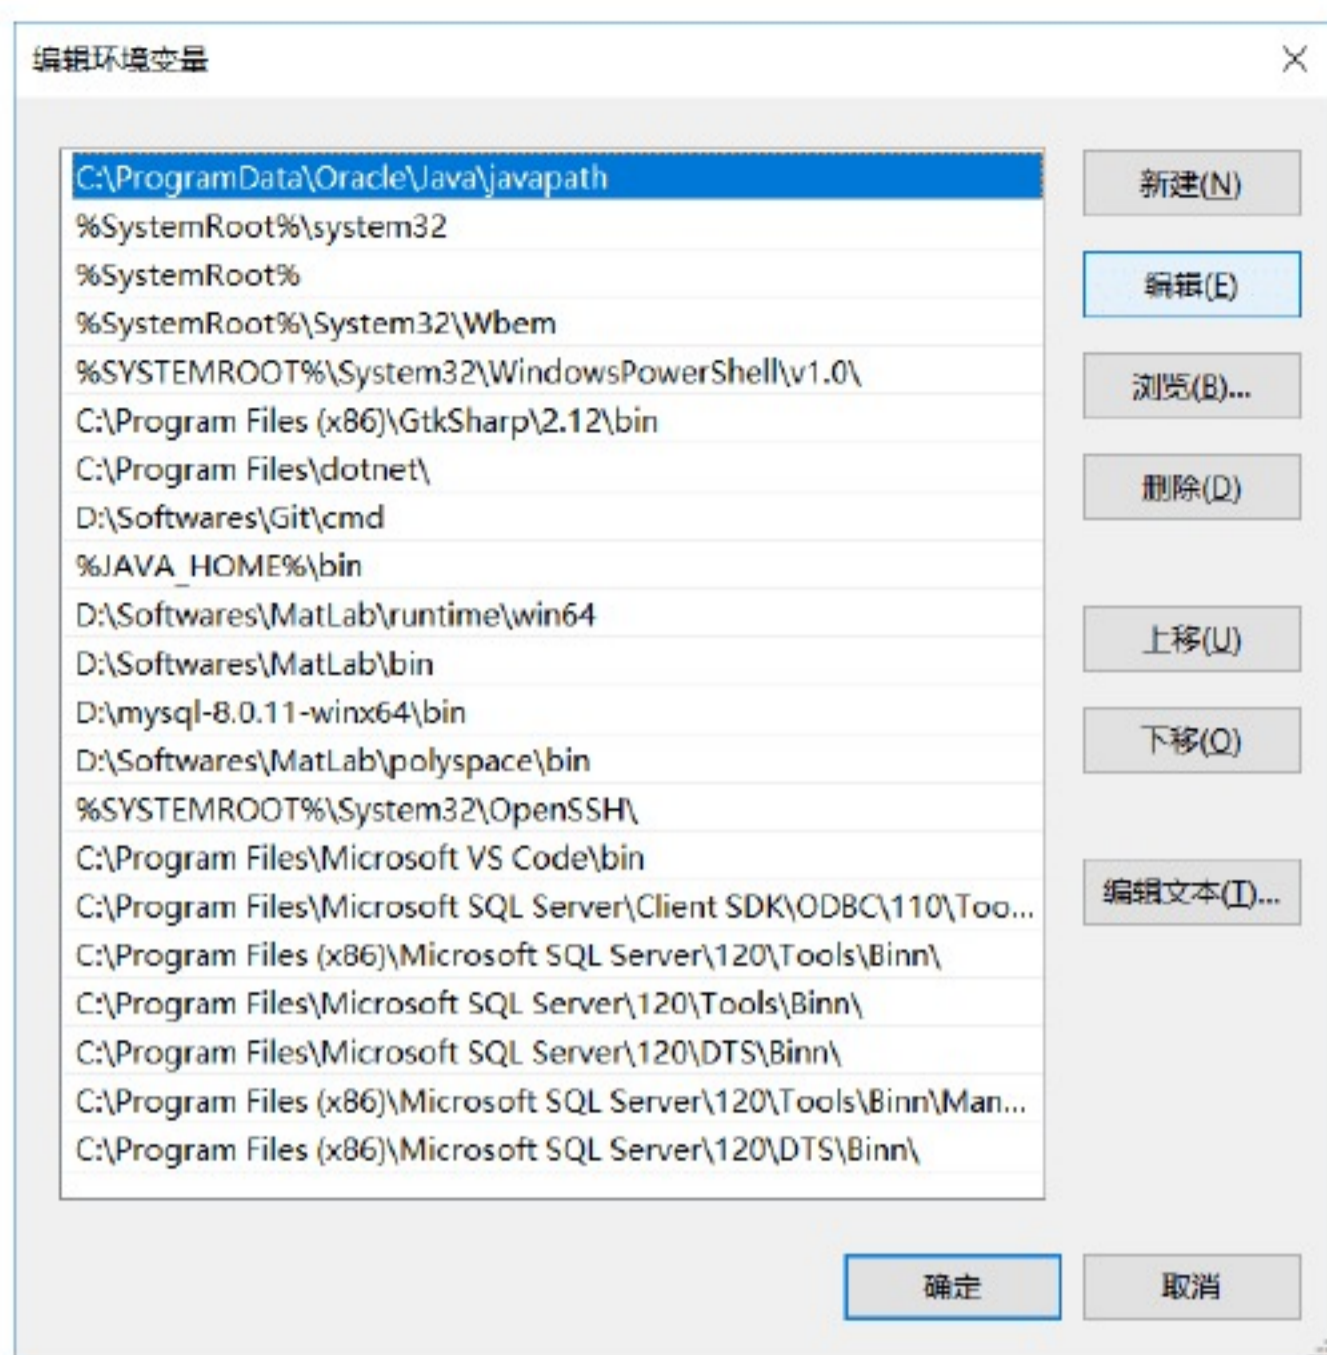 编辑环境变量
C:\ProgramData\Oracle\Java\javapath
%SystemRoot%\system32
%SystemRoot%
%SystemRoot%\System32\Wbem
%SYSTEMROOT%\System32\WindowsPowerShell\v1.0\
C:\Program Files (x86)\GtkSharp\2.12\bin
C:\Program Files\dotnet\
D:\Softwares\Git\cmd
%JAVA_HOME%\bin
D:\Softwares\MatLab\runtime\win64
D:\Softwares\MatLab\bin
D:\mysql-8.0.11-winx64\bin
D:\Softwares\MatLab\polyspace\bin
%SYSTEMROOT%\System32\OpenSSH\
C:\Program Files\Microsoft VS Code\bin
C:\Program Files\Microsoft SQL Server\Client SDK\ODBC\110\Too...
C:\Program Files (x86)\Microsoft SQL Server\120\Tools\Binn\
C:\Program Files\Microsoft SQL Server\120\Tools\Binn\
C:\Program Files\Microsoft SQL Server\120\DTS\Binn\
C:\Program Files (x86)\Microsoft SQL Server\120\Tools\Binn\Man...
C:\Program Files (x86)\Microsoft SQL Server\120\DTS\Binn\
新建(N)
编辑(E)
浏览(B)...
删除(D)
上移(U)
下移(O)
编辑文本(T)...
确定
取消